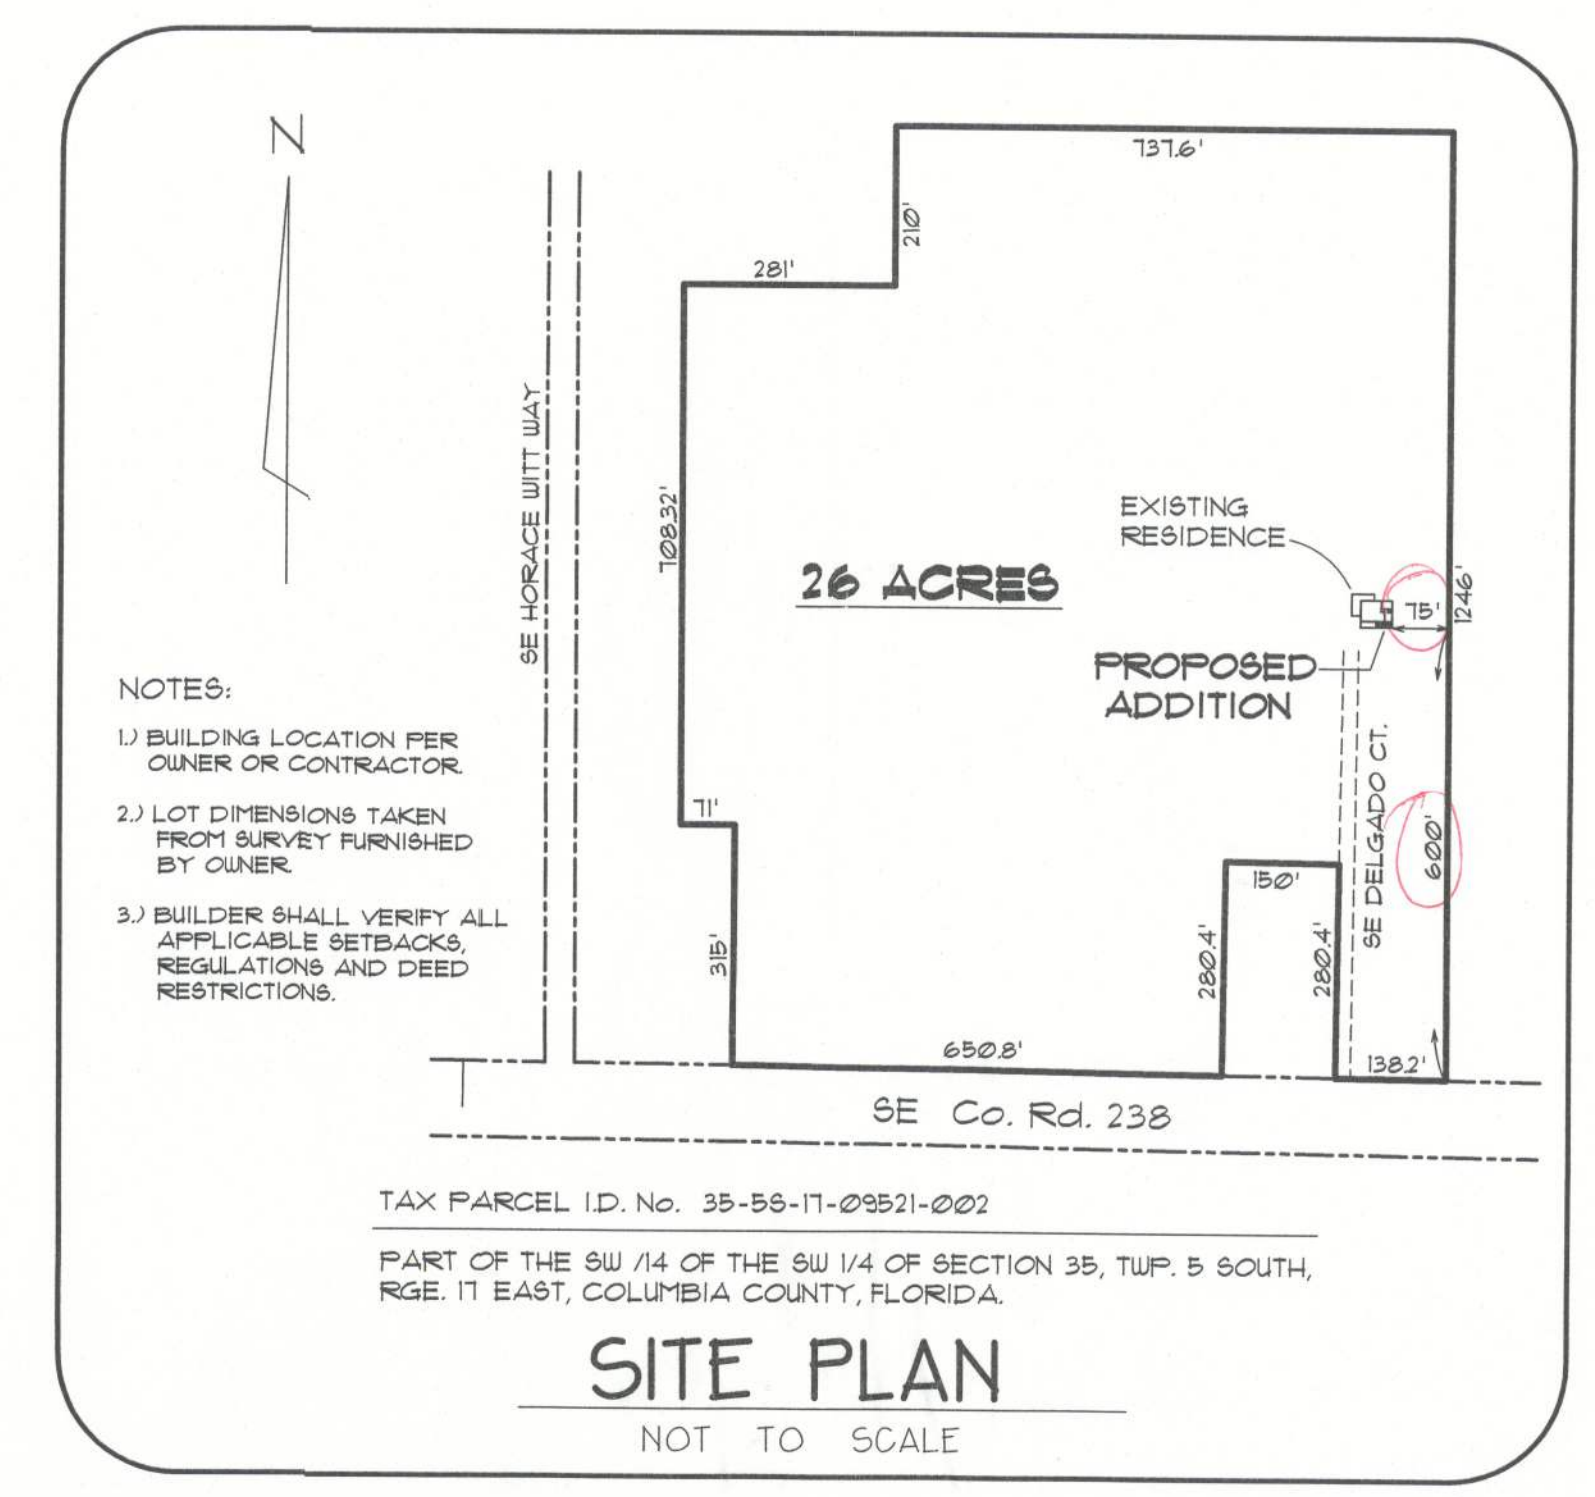 N
737.6'
210'
281'
SE HORACE WITT WAY
708.32'
EXISTING
RESIDENCE
26 ACRES
75'
1246'
PROPOSED
ADDITION
NOTES:
1.) BUILDING LOCATION PER
OWNER OR CONTRACTOR.
2.) LOT DIMENSIONS TAKEN
FROM SURVEY FURNISHED
BY OWNER.
3.) BUILDER SHALL VERIFY ALL
APPLICABLE SETBACKS,
REGULATIONS AND DEED
RESTRICTIONS.
71'
SE DELGADO CT.
600'
150'
315'
280.4'
280.4'
650.8'
138.2'
SE Co. Rd. 238
TAX PARCEL I.D. No. 35-5S-17-09521-002
PART OF THE SW /14 OF THE SW 1/4 OF SECTION 35, TWP. 5 SOUTH,
RGE. 17 EAST, COLUMBIA COUNTY, FLORIDA.
SITE PLAN
NOT TO SCALE